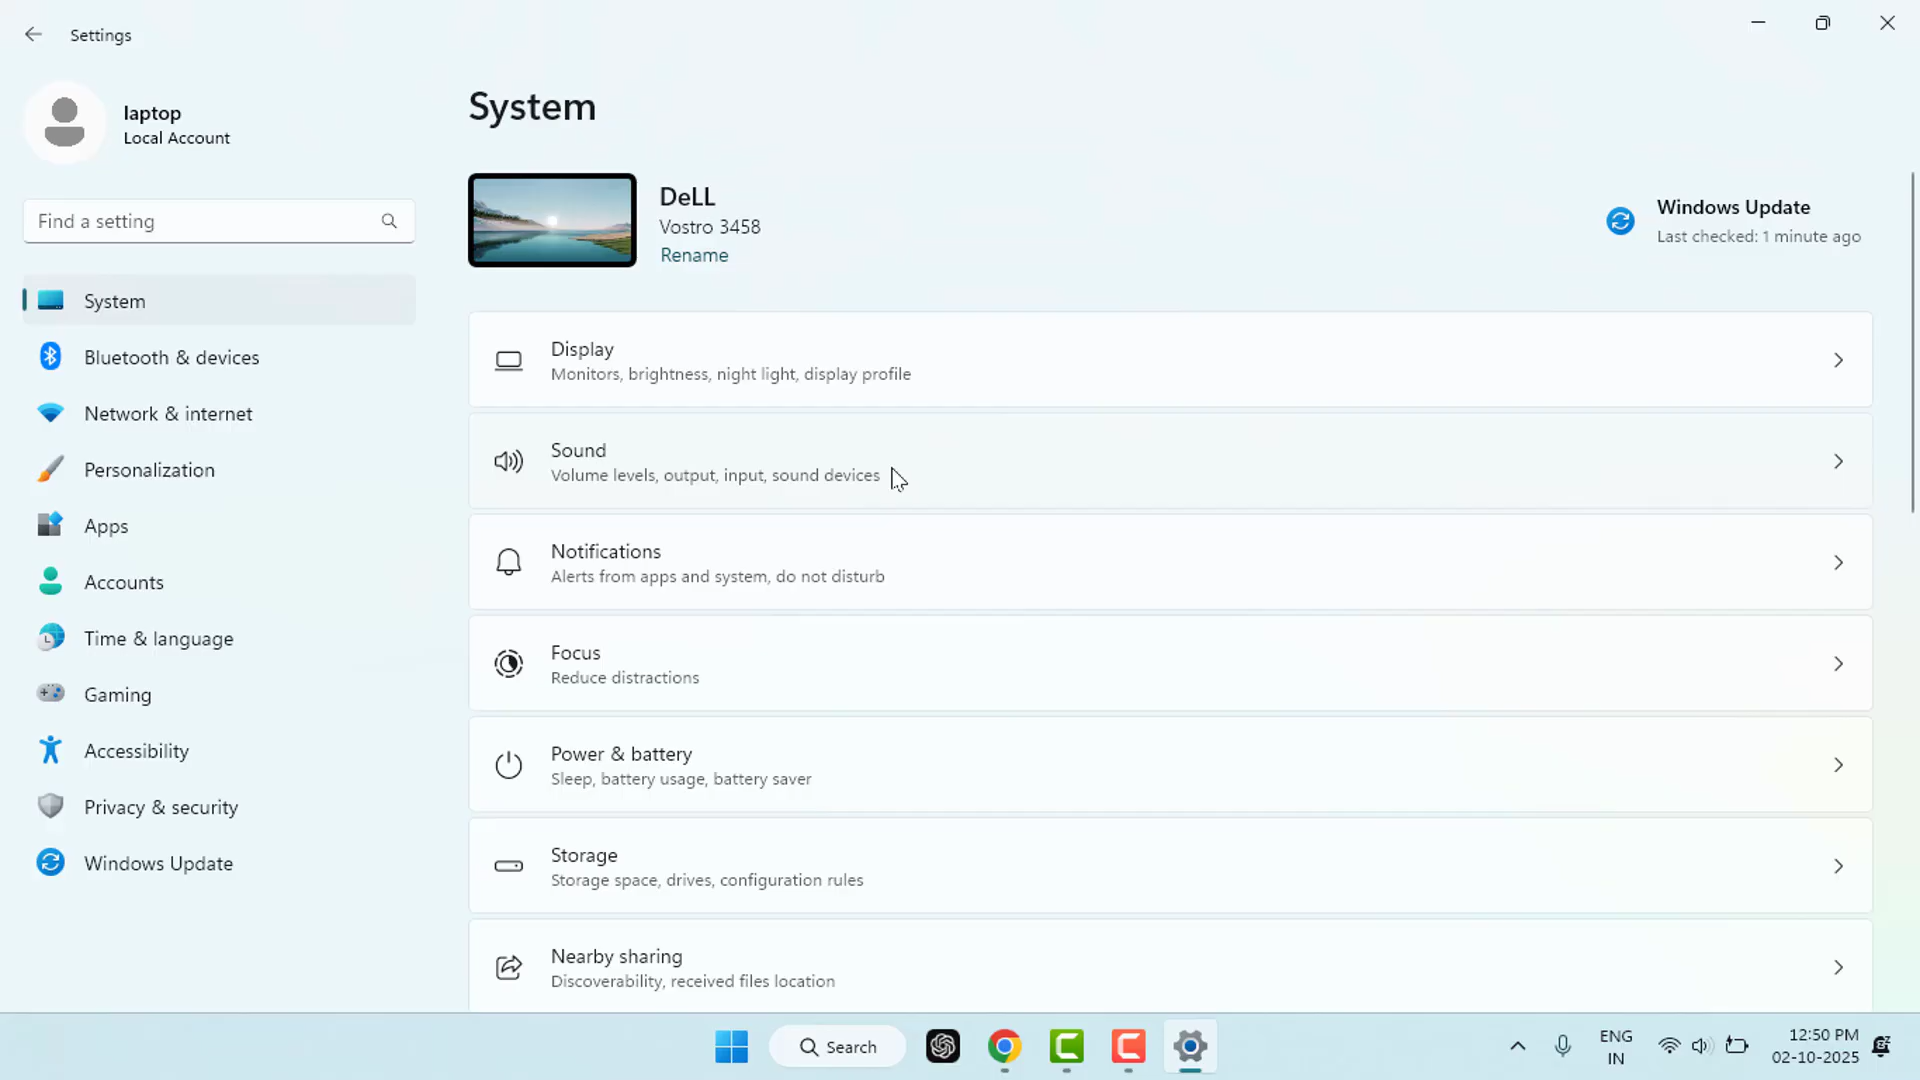 Settings
laptop
Local Account
Find a setting
System
Bluetooth & devices
Network & internet
Personalization
Apps
Accounts
Time & language
Gaming
Accessibility
Privacy & security
Windows Update
System
DeLL
Vostro 3458
Rename
Windows Update
Last checked: 1 minute ago
Display
Monitors, brightness, night light, display profile
Sound
Volume levels, output, input, sound devices
Notifications
Alerts from apps and system, do not disturb
Focus
Reduce distractions
Power & battery
Sleep, battery usage, battery saver
Storage
Storage space, drives, configuration rules
Nearby sharing
Discoverability, received files location
Search
ENG
IN
12:50 PM
02-10-2025